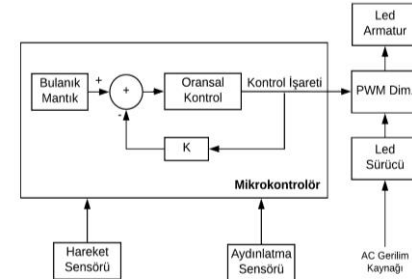 Led
Armatur
Bulanık
Mantık
+
+
-
Oransal
Kontrol
Kontrol İşareti
PWM Dim.
K
Led
Sürücü
Mikrokontrolör
Hareket
Sensörü
Aydınlatma
Sensörü
AC Gerilim
Kaynağı